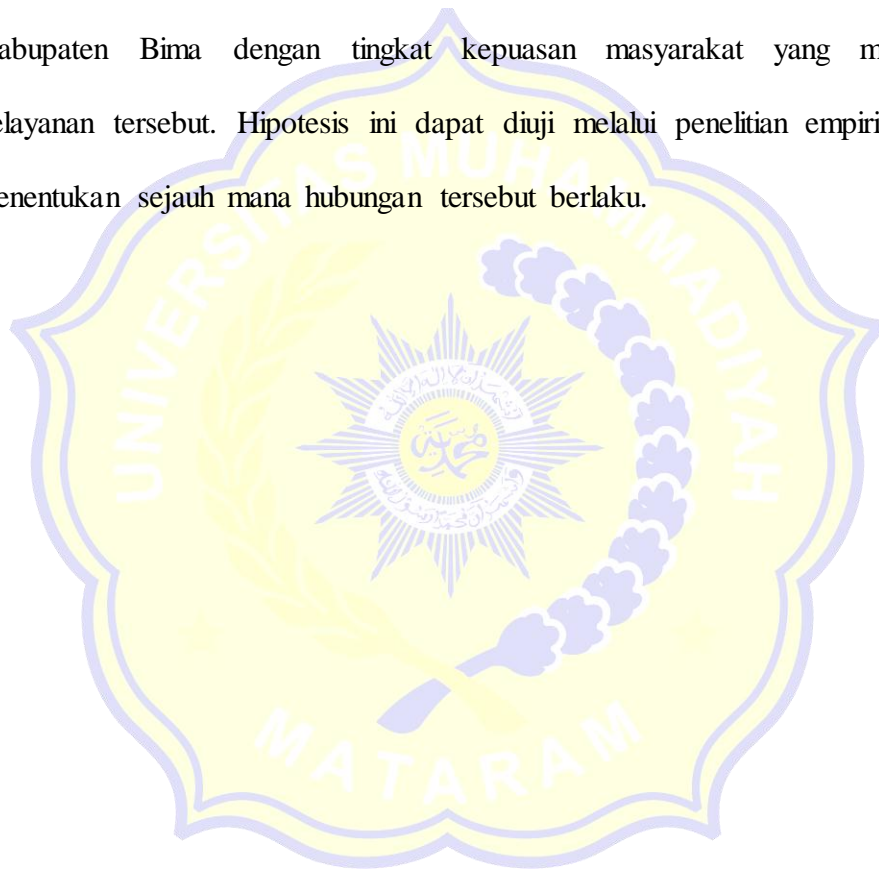 abupaten Bima dengan tingkat kepuasan masyarakat yang m
elayanan tersebut. Hipotesis ini dapat diuji melalui penelitian empiri
enentukan sejauh mana hubungan tersebut berlaku.
UNIVERSITAS MUHAMMADIYAH
MATARAM